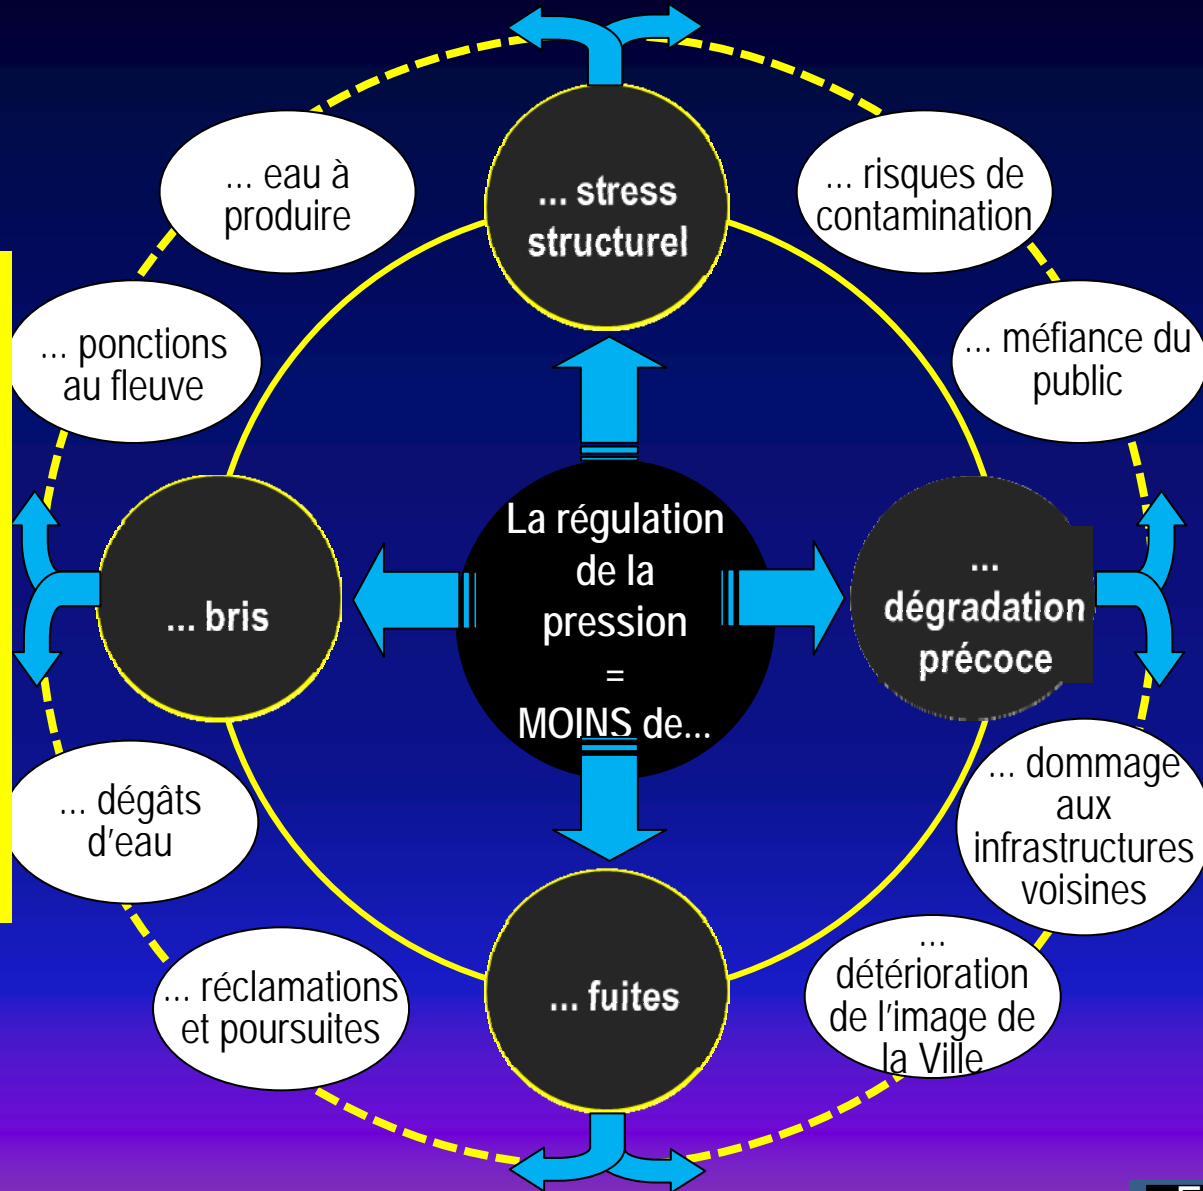 ... stress
structurel
... eau à
produire
... risques de
contamination
... ponctions
au fleuve
... méfiance du
public
La régulation
de la
pression
=
MOINS de...
... bris
...
dégradation
précoce
... dégâts
d'eau
... dommage
aux
infrastructures
voisines
... réclamations
et poursuites
... fuites
...
détérioration
de l'image de
la Ville